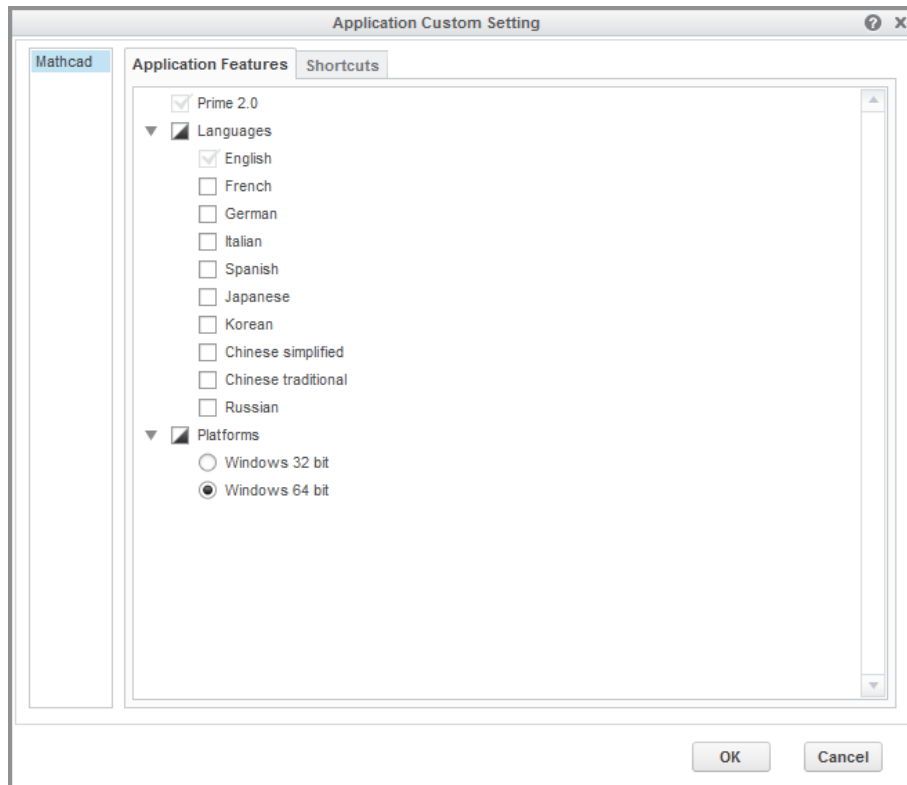 Application Custom Setting
Mathcad
Application Features
Shortcuts
Prime 2.0
Languages
English
French
German
Italian
Spanish
Japanese
Korean
Chinese simplified
Chinese traditional
Russian
Platforms
Windows 32 bit
Windows 64 bit
OK
Cancel